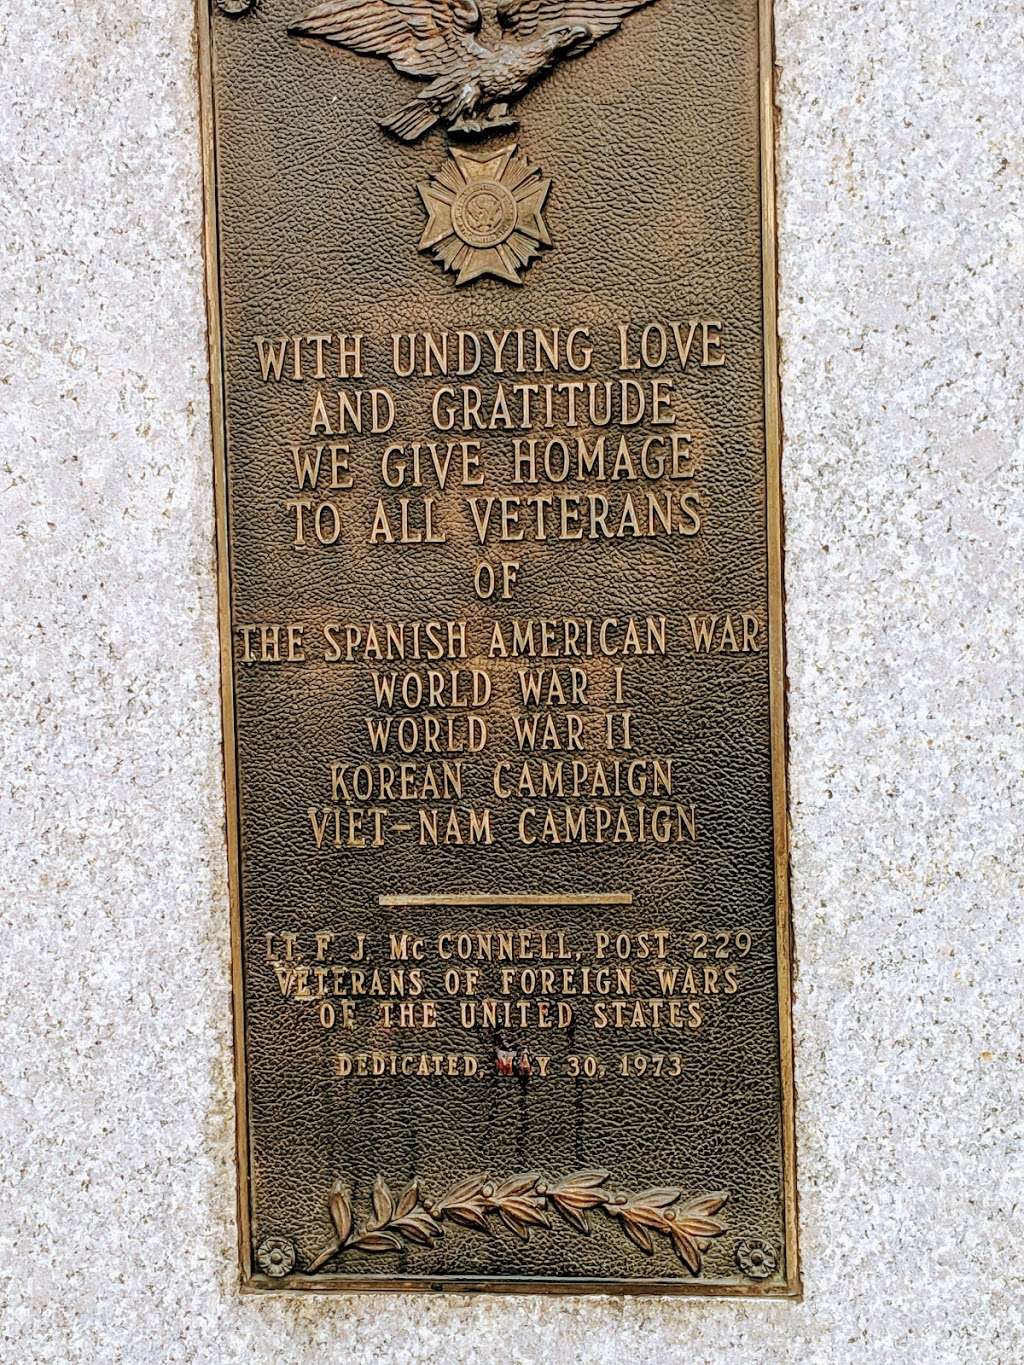 WITH UNDYING LOVE
AND GRATITUDE
WE GIVE HOMAGE
TO ALL VETERANS
OF
THE SPANISH AMERICAN WAR
WORLD WAR I
WORLD WAR II
KOREAN CAMPAIGN
VIET-NAM CAMPAIGN
LT. F. J. Mc CONNELL, POST 229
VETERANS OF FOREIGN WARS
OF THE UNITED STATES
DEDICATED, MAY 30, 1973